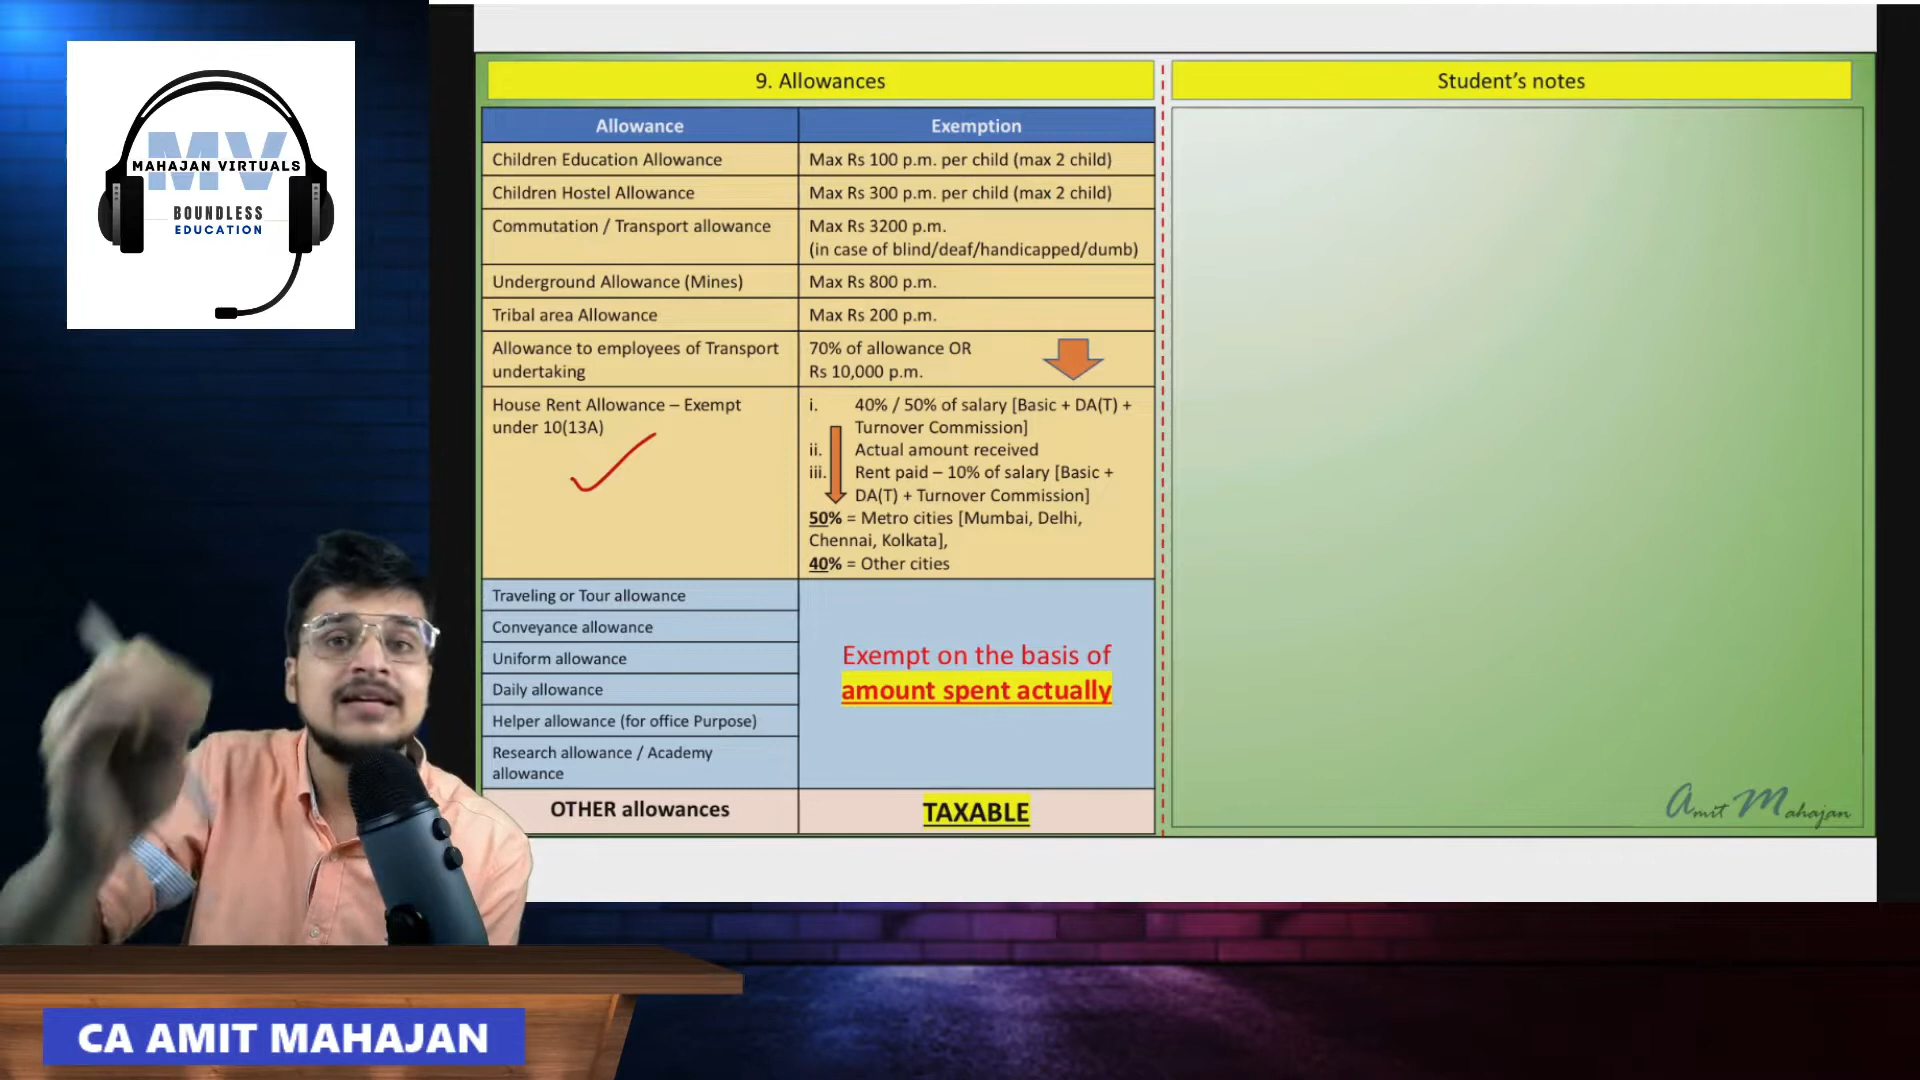 MV
MAHAJAN VIRTUALS
BOUNDLESS
EDUCATION
9. Allowances
Allowance Exemption
Children Education Allowance Max Rs 100 p.m. per child (max 2 child)
Children Hostel Allowance Max Rs 300 p.m. per child (max 2 child)
Commutation / Transport allowance Max Rs 3200 p.m.
(in case of blind/deaf/handicapped/dumb)
Underground Allowance (Mines) Max Rs 800 p.m.
Tribal area Allowance Max Rs 200 p.m.
Allowance to employees of Transport
undertaking
70% of allowance OR
Rs 10,000 p.m.
House Rent Allowance – Exempt
under 10(13A)
i. 40% / 50% of salary [Basic + DA(T) +
Turnover Commission]
ii. Actual amount received
iii. Rent paid – 10% of salary [Basic +
DA(T) + Turnover Commission]
50% = Metro cities [Mumbai, Delhi,
Chennai, Kolkata],
40% = Other cities
Traveling or Tour allowance
Conveyance allowance
Uniform allowance
Daily allowance
Helper allowance (for office Purpose)
Research allowance / Academy
allowance
Exempt on the basis of
amount spent actually
OTHER allowances TAXABLE
Student’s notes
Amit Mahajan
CA AMIT MAHAJAN